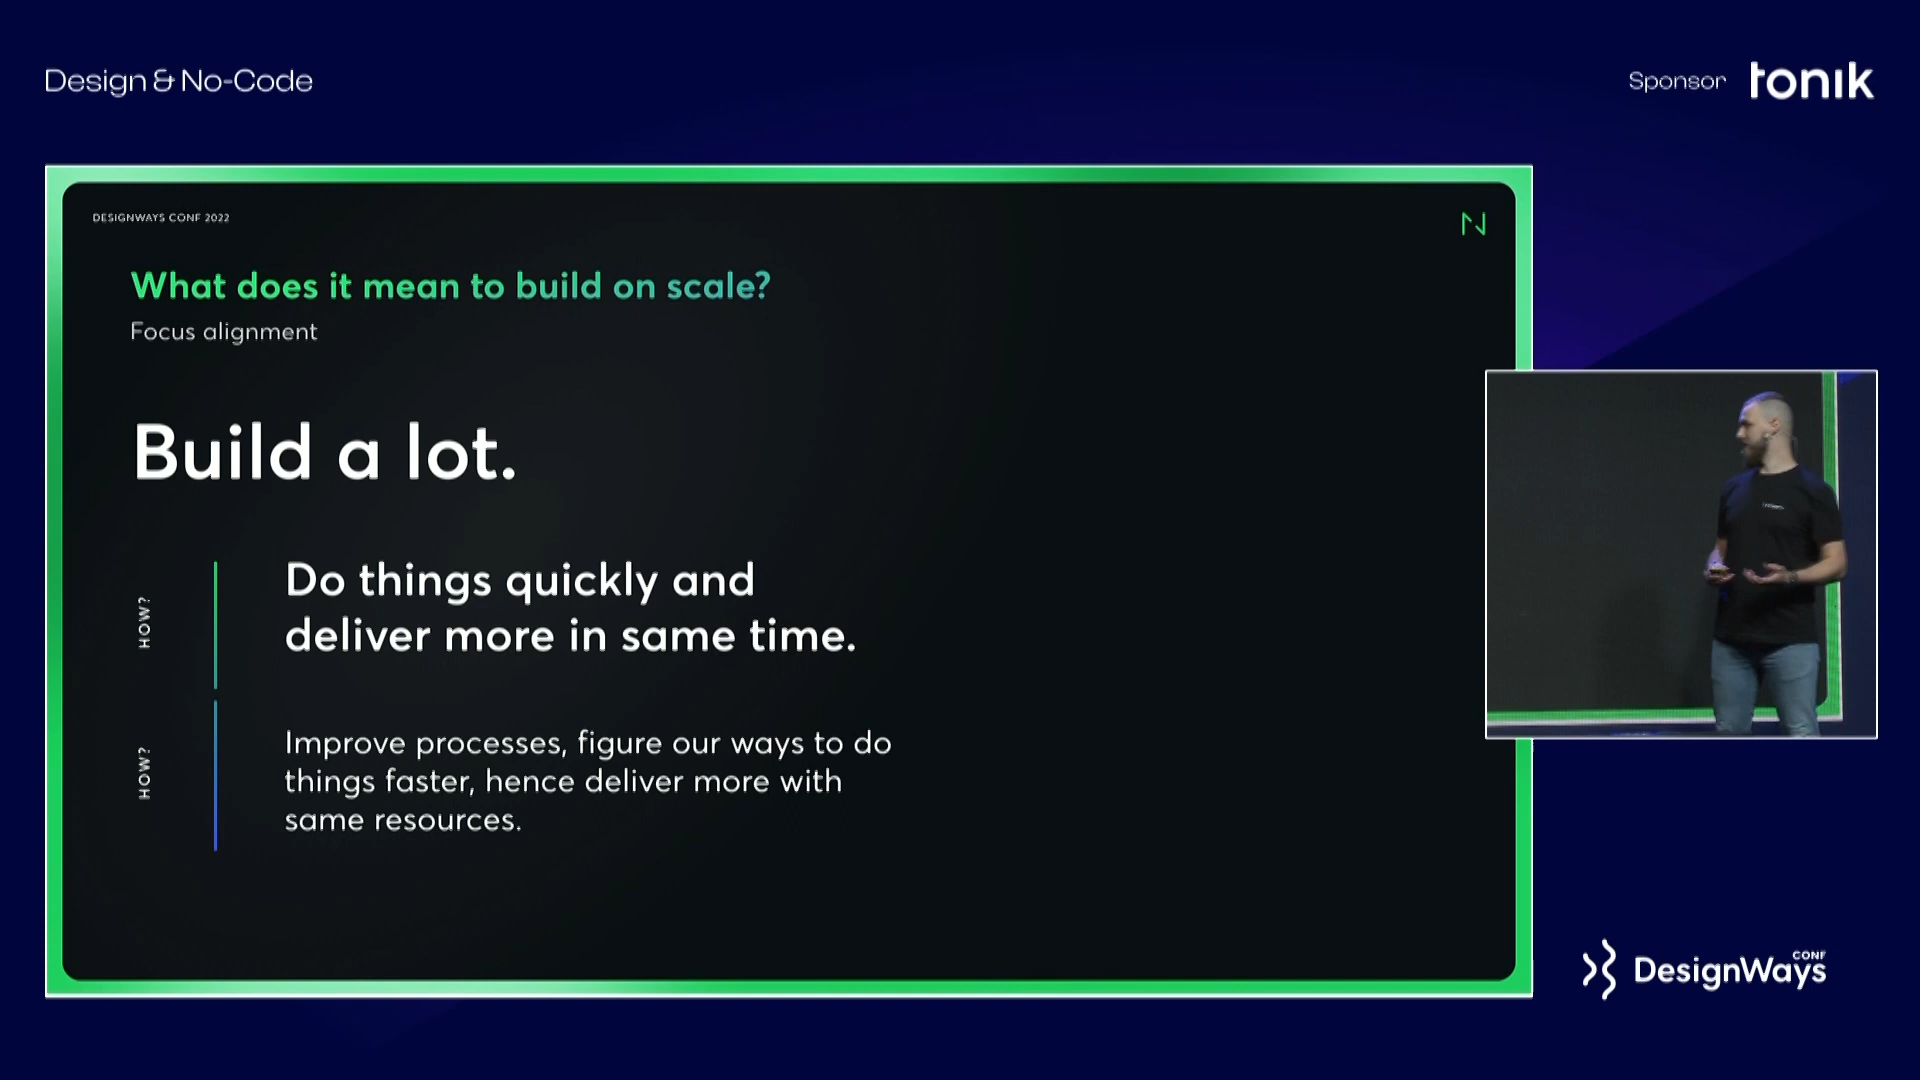 Design & No-Code
Sponsor tonik
DESIGNWAYS CONF 2022
What does it mean to build on scale?
Focus alignment
Build a lot.
HOW?
Do things quickly and
deliver more in same time.
HOW?
Improve processes, figure our ways to do
things faster, hence deliver more with
same resources.
DesignWays CONF